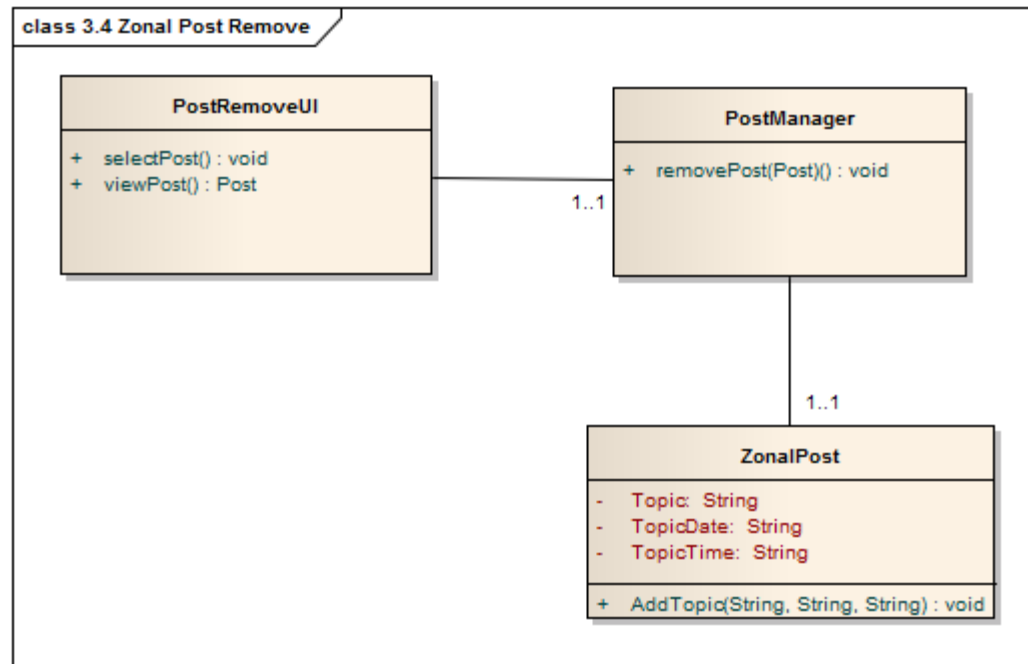 class 3.4 Zonal Post Remove
PostRemoveUI
+ selectPost() : void
+ viewPost() : Post
PostManager
+ removePost(Post)() : void
1..1
1..1
ZonalPost
- Topic: String
- TopicDate: String
- TopicTime: String
+ AddTopic(String, String, String) : void